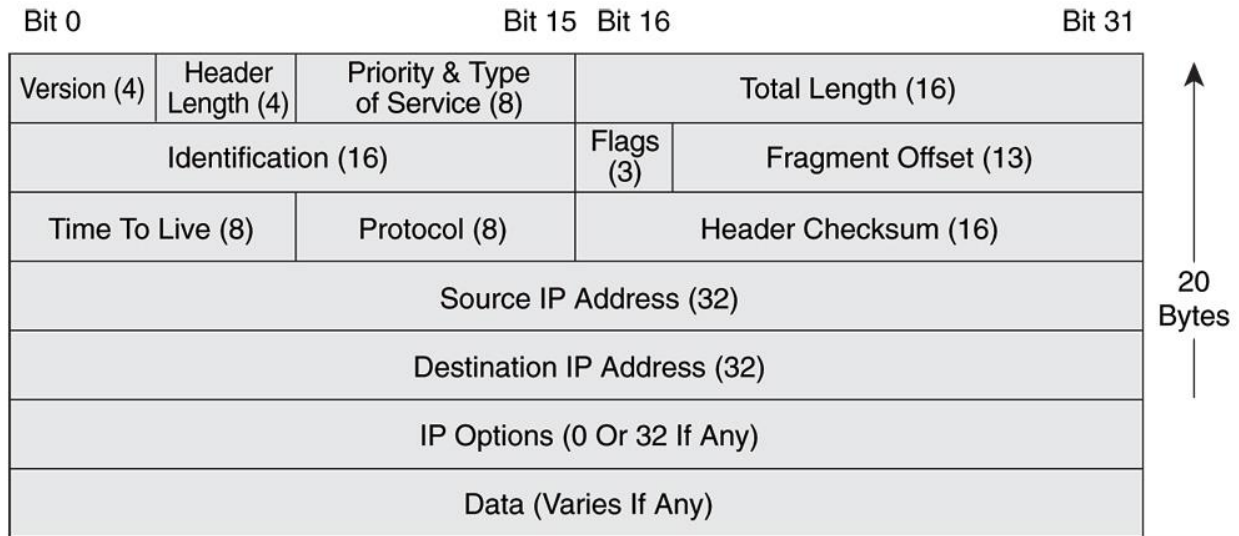 Bit 0 Bit 15 Bit 16 Bit 31
Version (4)
Header
Length (4)
Priority & Type
of Service (8)
Total Length (16)
Identification (16)
Flags
(3)
Fragment Offset (13)
Time To Live (8)
Protocol (8)
Header Checksum (16)
Source IP Address (32)
Destination IP Address (32)
IP Options (0 Or 32 If Any)
Data (Varies If Any)
20
Bytes